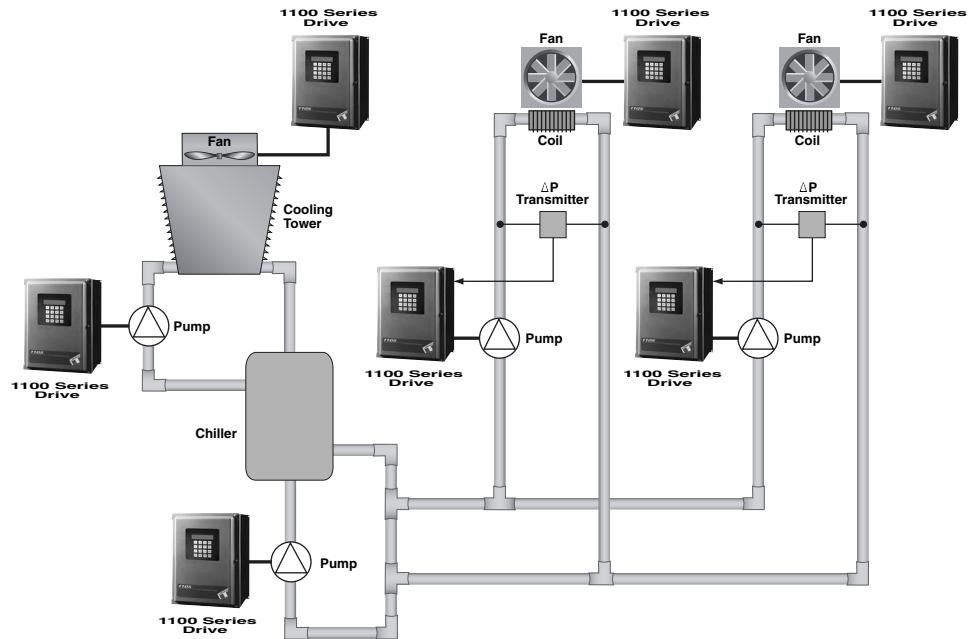 1100 Series
Drive
1100 Series
Drive
1100 Series
Drive
Fan
Fan
Fan
Coil
Coil
Cooling
Tower
ΔP
Transmitter
ΔP
Transmitter
Pump
Pump
Pump
1100 Series
Drive
1100 Series
Drive
1100 Series
Drive
Chiller
Pump
1100 Series
Drive